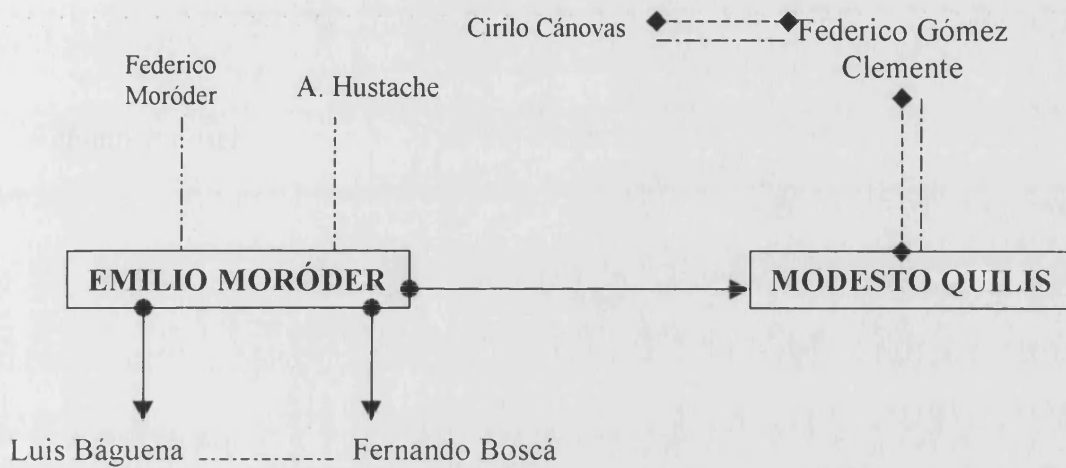 Cirilo Cánovas Federico Gómez
Clemente
Federico
Moróder
A. Hustache
EMILIO MORÓDER
MODESTO QUILIS
Luis Báguena Fernando Boscá